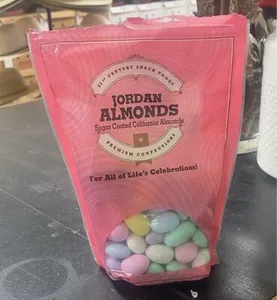 21st CENTURY SNACK FOODS
JORDAN
ALMONDS
Sugar Coated California Almonds
PREMIUM CONFECTIONS
For All of Life's Celebrations!